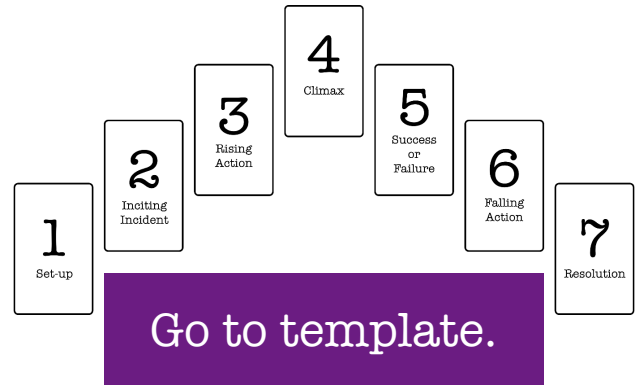 1
Set-up
2
Inciting
Incident
3
Rising
Action
4
Climax
5
Success
or
Failure
6
Falling
Action
7
Resolution
Go to template.